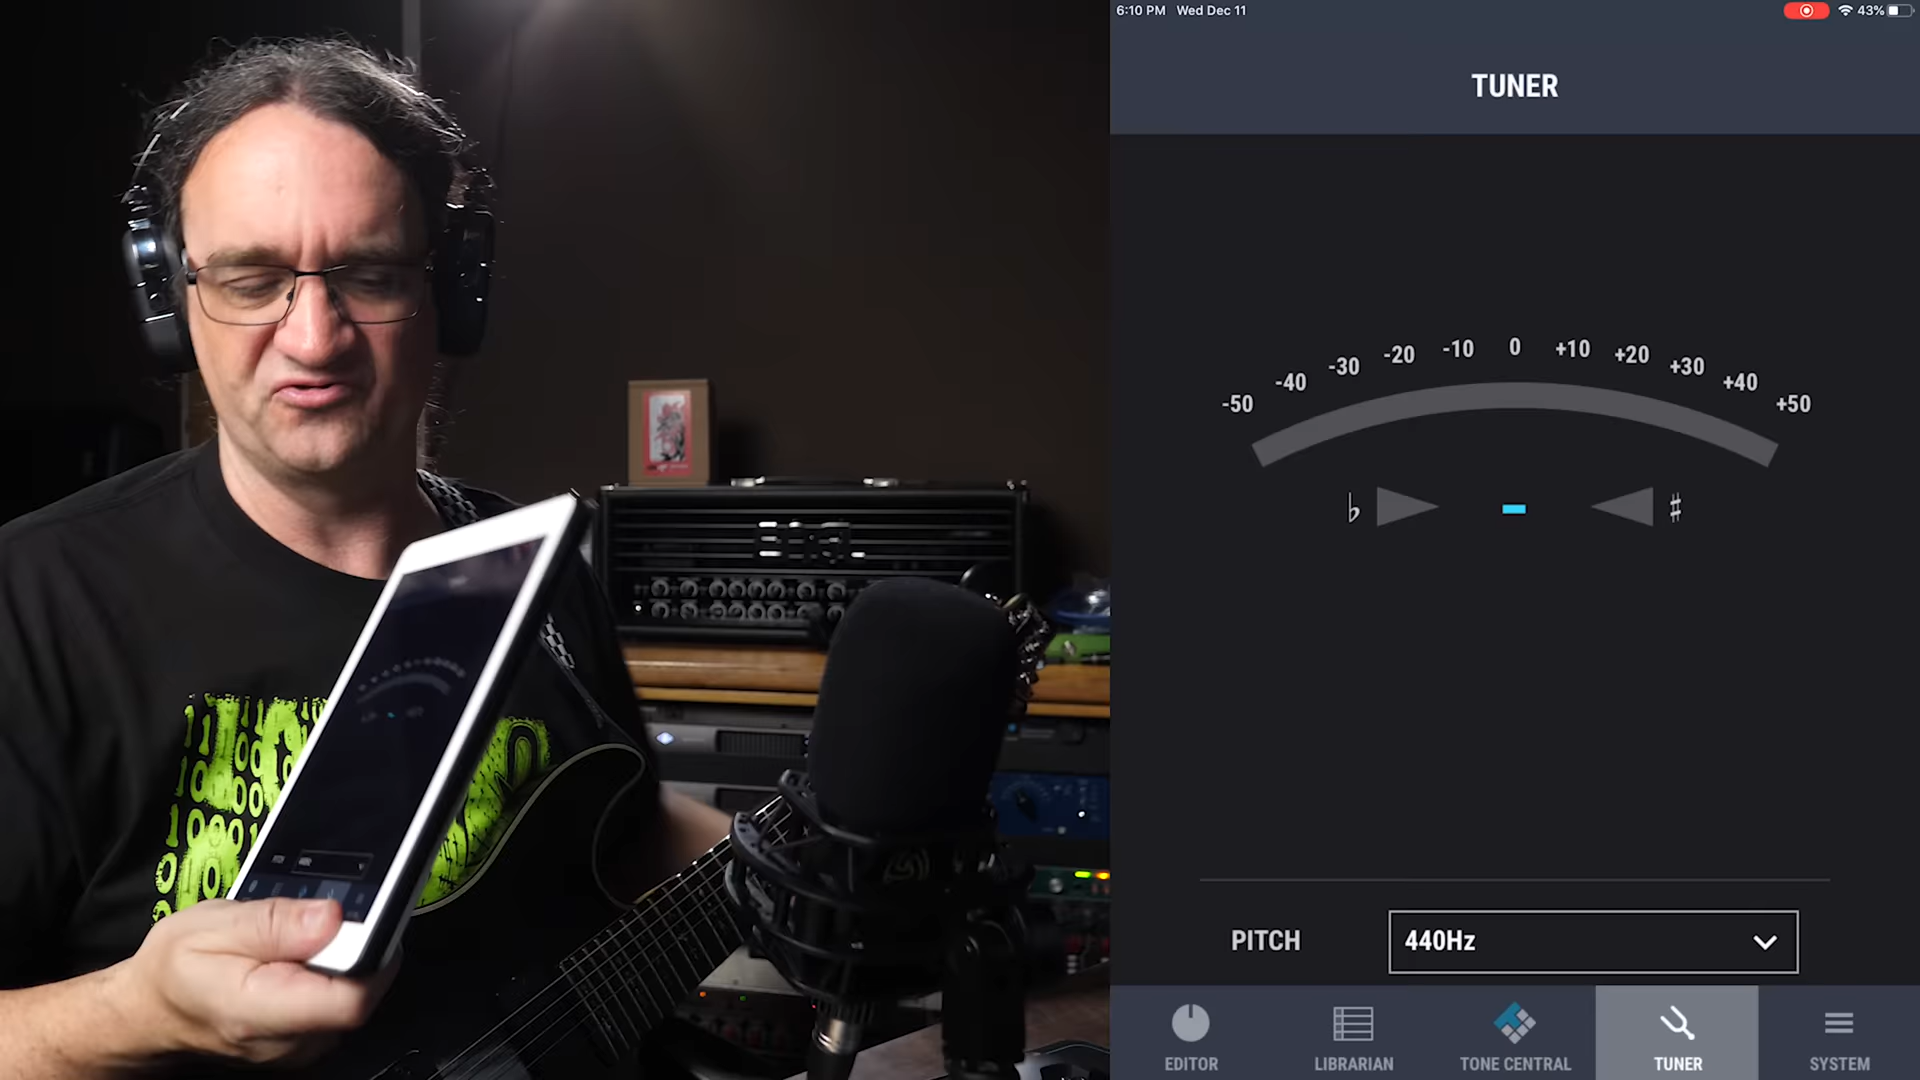 6:10 PM Wed Dec 11
43%
TUNER
-50 -40 -30 -20 -10 0 +10 +20 +30 +40 +50
♭ - ♯
PITCH 440Hz
EDITOR LIBRARIAN TONE CENTRAL TUNER SYSTEM